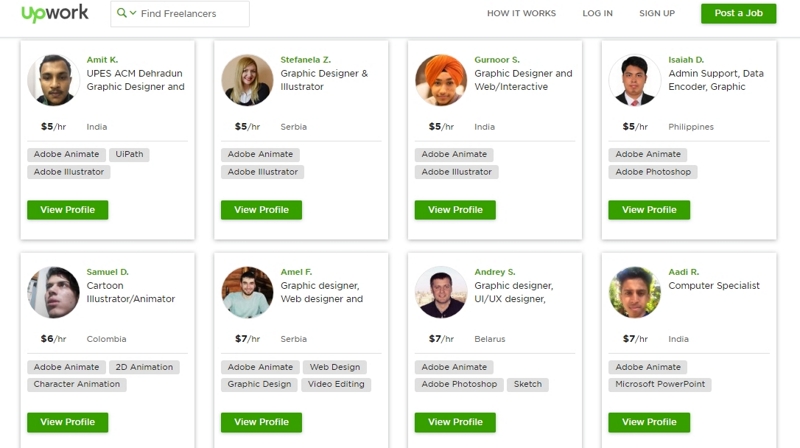 upwork
Find Freelancers
HOW IT WORKS
LOG IN
SIGN UP
Post a Job
Amit K.
UPES ACM Dehradun
Graphic Designer and
$5/hr India
Adobe Animate UiPath
Adobe Illustrator
View Profile
Stefanela Z.
Graphic Designer &
Illustrator
$5/hr Serbia
Adobe Animate
Adobe Illustrator
View Profile
Gurnoor S.
Graphic Designer and
Web/Interactive
$5/hr India
Adobe Animate
Adobe Illustrator
View Profile
Isaiah D.
Admin Support, Data
Encoder, Graphic
$5/hr Philippines
Adobe Animate
Adobe Photoshop
View Profile
Samuel D.
Cartoon
Illustrator/Animator
$6/hr Colombia
Adobe Animate 2D Animation
Character Animation
View Profile
Amel F.
Graphic designer,
Web designer and
$7/hr Serbia
Adobe Animate Web Design
Graphic Design Video Editing
View Profile
Andrey S.
Graphic designer,
UI/UX designer,
$7/hr Belarus
Adobe Animate
Adobe Photoshop Sketch
View Profile
Aadi R.
Computer Specialist
$7/hr India
Adobe Animate
Microsoft PowerPoint
View Profile